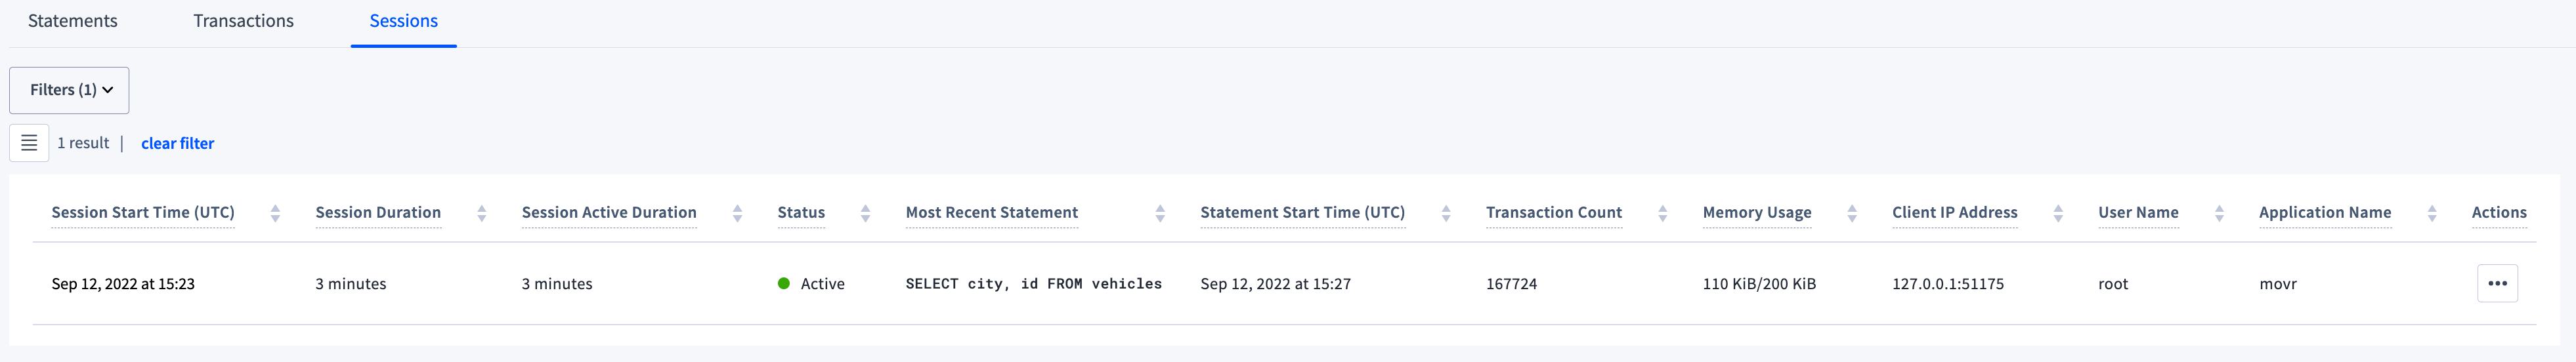 Statements Transactions Sessions
Filters (1)
1 result | clear filter
Session Start Time (UTC) Session Duration Session Active Duration Status Most Recent Statement Statement Start Time (UTC) Transaction Count Memory Usage Client IP Address User Name Application Name Actions
Sep 12, 2022 at 15:23 3 minutes 3 minutes Active SELECT city, id FROM vehicles Sep 12, 2022 at 15:27 167724 110 KiB/200 KiB 127.0.0.1:51175 root movr